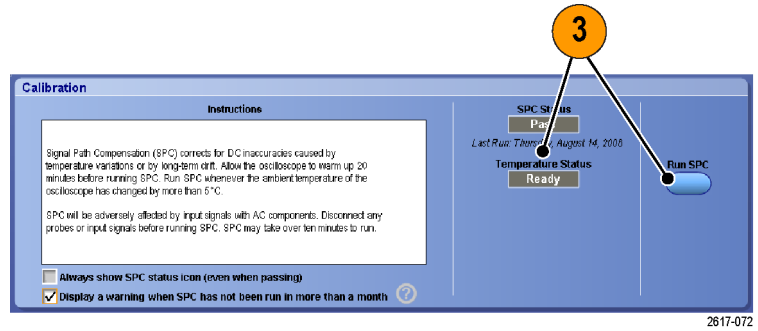 3
Calibration
Instructions
Signal Path Compensation (SPC) corrects for DC inaccuracies caused by
temperature variations or by long-term drift. Allow the oscilloscope to warm up 20
minutes before running SPC. Run SPC whenever the ambient temperature of the
oscilloscope has changed by more than 5°C.
SPC will be adversely affected by input signals with AC components. Disconnect any
probes or input signals before running SPC. SPC may take over ten minutes to run.
Always show SPC status icon (even when passing)
Display a warning when SPC has not been run in more than a month
?
SPC Status
Pass
Last Run: Thursday, August 14, 2008
Temperature Status
Ready
Run SPC
2617-072